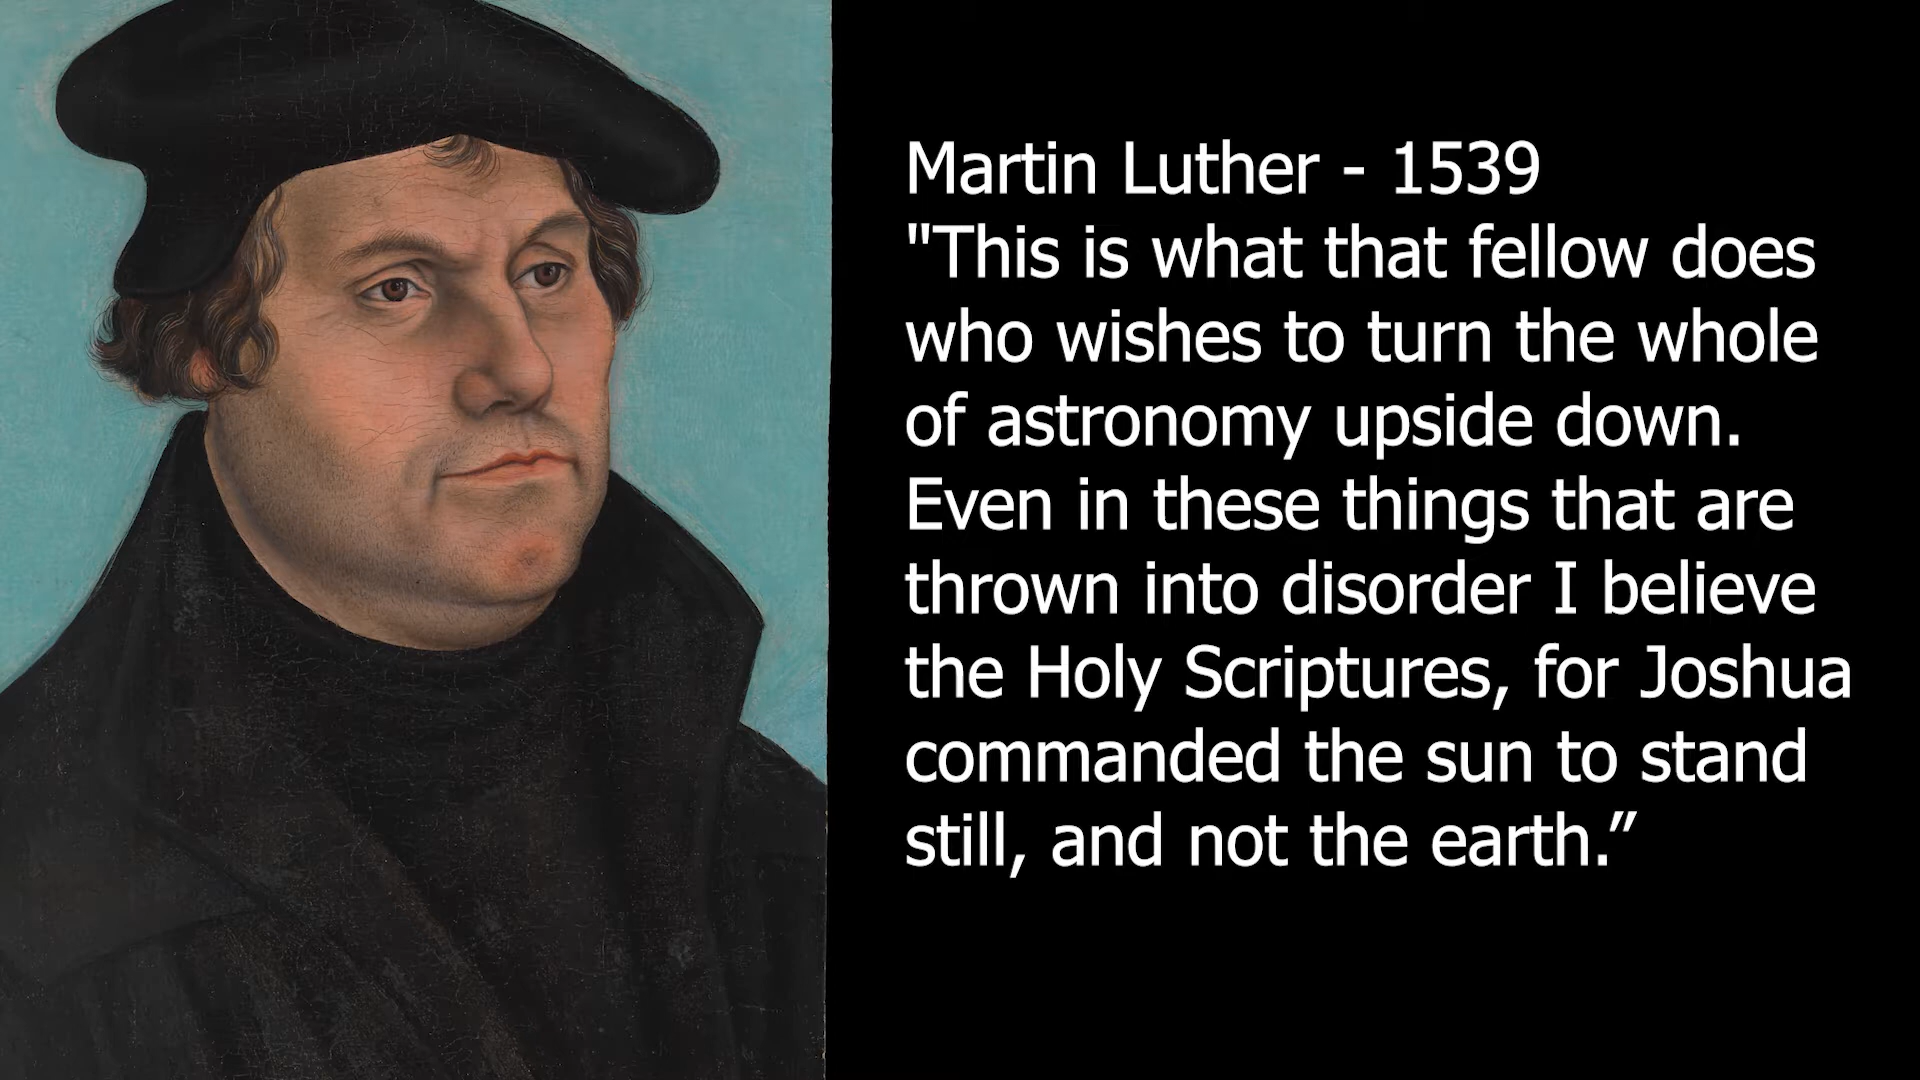 Martin Luther - 1539
"This is what that fellow does
who wishes to turn the whole
of astronomy upside down.
Even in these things that are
thrown into disorder I believe
the Holy Scriptures, for Joshua
commanded the sun to stand
still, and not the earth.”